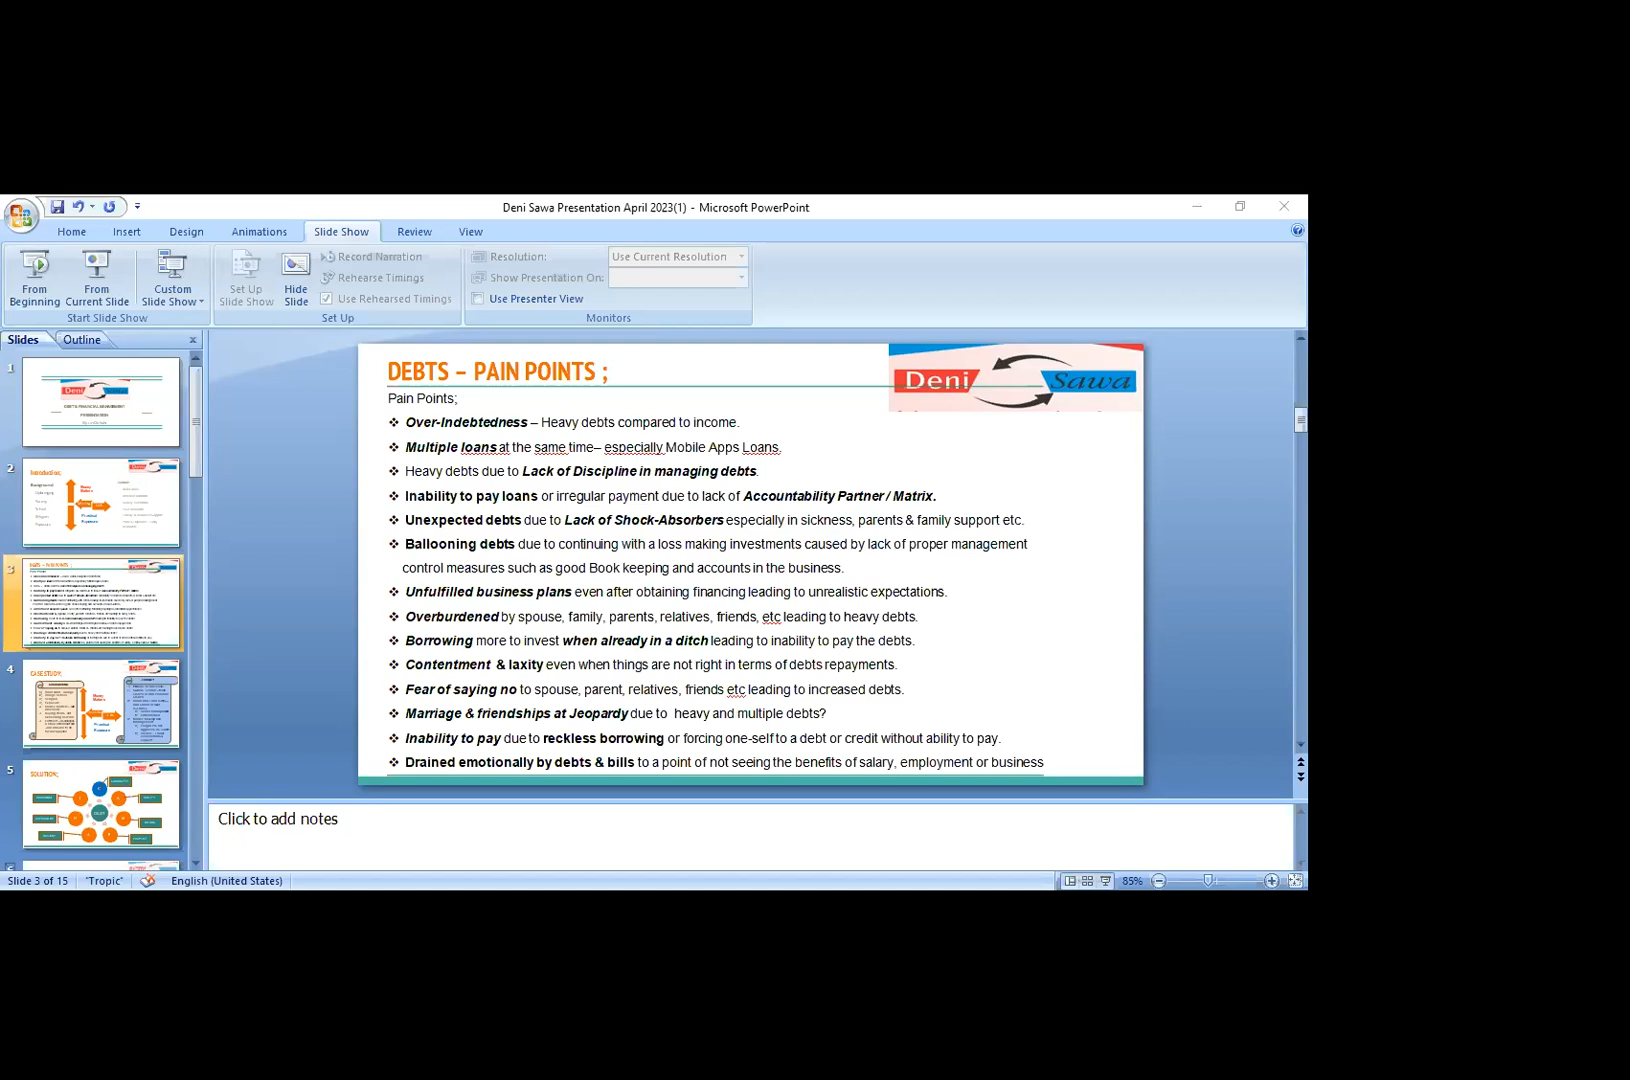 Deni Sawa Presentation April 2023(1) - Microsoft PowerPoint
Home Insert Design Animations Slide Show Review View
From Beginning
From Current Slide
Custom Slide Show
Start Slide Show
Set Up Slide Show
Hide Slide
Record Narration
Rehearse Timings
Use Rehearsed Timings
Set Up
Resolution: Use Current Resolution
Show Presentation On:
Use Presenter View
Monitors
Slides Outline
1
Deni
PRESENTATION
2
Introduction;
3
DEBTS – PAIN POINTS ;
4
CASE STUDY;
5
SOLUTION;
DEBTS – PAIN POINTS ;
Deni Sawa
Pain Points;
❖ Over-Indebtedness – Heavy debts compared to income.
❖ Multiple loans at the same time– especially Mobile Apps Loans.
❖ Heavy debts due to Lack of Discipline in managing debts.
❖ Inability to pay loans or irregular payment due to lack of Accountability Partner / Matrix.
❖ Unexpected debts due to Lack of Shock-Absorbers especially in sickness, parents & family support etc.
❖ Ballooning debts due to continuing with a loss making investments caused by lack of proper management
control measures such as good Book keeping and accounts in the business.
❖ Unfulfilled business plans even after obtaining financing leading to unrealistic expectations.
❖ Overburdened by spouse, family, parents, relatives, friends, etc leading to heavy debts.
❖ Borrowing more to invest when already in a ditch leading to inability to pay the debts.
❖ Contentment & laxity even when things are not right in terms of debts repayments.
❖ Fear of saying no to spouse, parent, relatives, friends etc leading to increased debts.
❖ Marriage & friendships at Jeopardy due to heavy and multiple debts?
❖ Inability to pay due to reckless borrowing or forcing one-self to a debt or credit without ability to pay.
❖ Drained emotionally by debts & bills to a point of not seeing the benefits of salary, employment or business
Click to add notes
Slide 3 of 15 "Tropic" English (United States) 85%